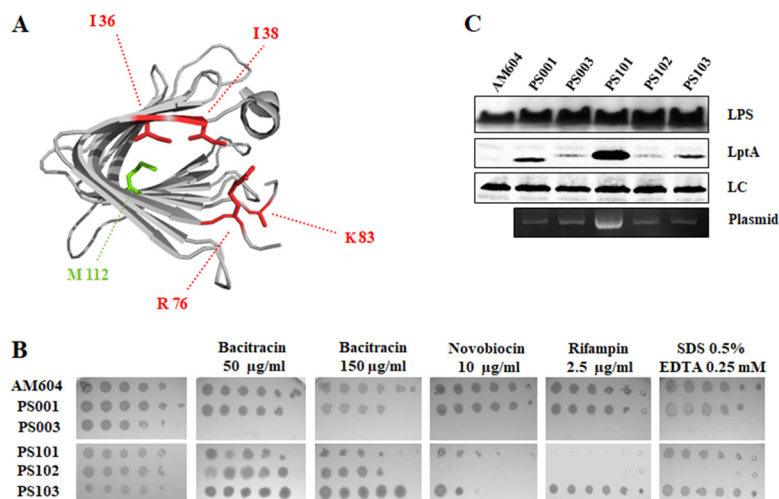 A
I 36
I 38
K 83
M 112
R 76
C
AM604
PS001
PS003
PS101
PS102
PS103
LPS
LptA
LC
Plasmid
B
Bacitracin
50 µg/ml
Bacitracin
150 µg/ml
Novobiocin
10 µg/ml
Rifampin
2.5 µg/ml
SDS 0.5%
EDTA 0.25 mM
AM604
PS001
PS003
PS101
PS102
PS103